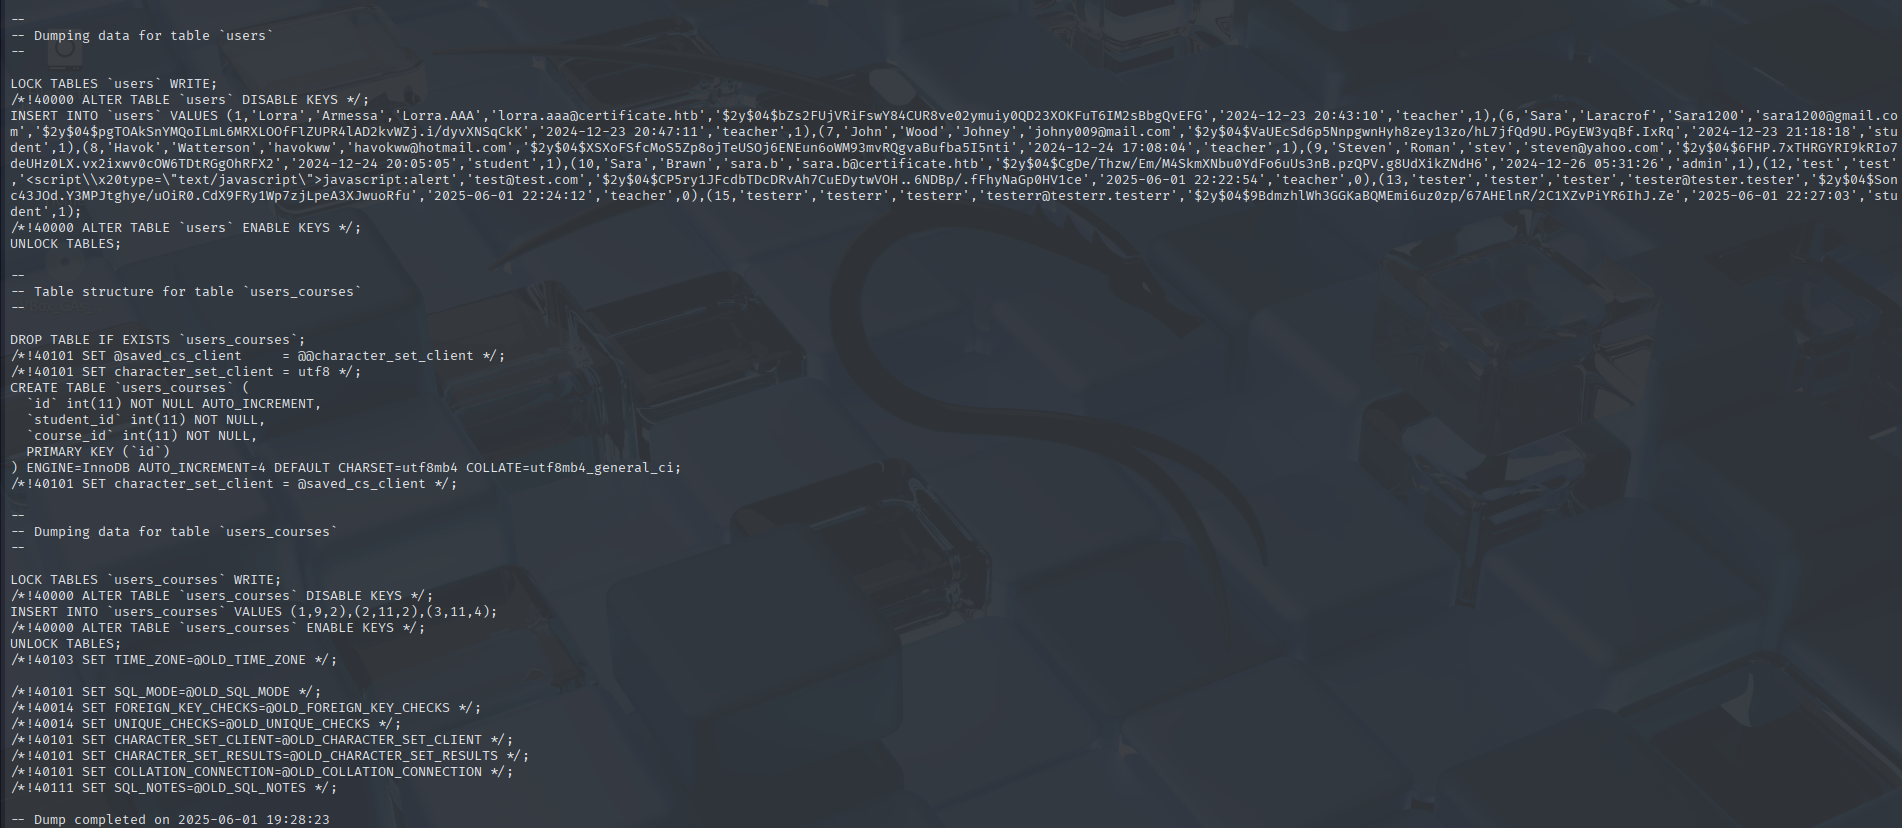 --
-- Dumping data for table `users`
--
LOCK TABLES `users` WRITE;
/*!40000 ALTER TABLE `users` DISABLE KEYS */;
INSERT INTO `users` VALUES (1,'Lorra','Armessa','Lorra.AAA','lorra.aaa@certificate.htb','$2y$04$bZs2FUjVRiFswY84CUR8ve02ymuiy0QD23XOKFuT6IM2sBbgQvEFG','2024-12-23 20:43:10','teacher',1),(6,'Sara','Laracrof','Sara1200','sara1200@gmail.co
m','$2y$04$pgTOAkSnYMQoILmL6MRXLOOfFlZUPR4lAD2kvWZj.i/dyvXNSqCkK','2024-12-23 20:47:11','teacher',1),(7,'John','Wood','Johney','johny009@mail.com','$2y$04$VaUEcSd6p5NnpgwnHyh8zey13zo/hL7jfQd9U.PGyEW3yqBf.IxRq','2024-12-23 21:18:18','stu
dent',1),(8,'Havok','Watterson','havokww','havokww@hotmail.com','$2y$04$XSXoFSfcMoS5Zp8ojTeUSOj6ENEun6oWM93mvRQgvaBufba5I5nti','2024-12-24 17:08:04','teacher',1),(9,'Steven','Roman','stev','steven@yahoo.com','$2y$04$6FHP.7xTHRGYRI9kRIo7
deUHz0LX.vx2ixwv0cOW6TDtRGgOhRFX2','2024-12-24 20:05:05','student',1),(10,'Sara','Brawn','sara.b','sara.b@certificate.htb','$2y$04$CgDe/Thzw/Em/M4SkmXNbu0YdFo6uUs3nB.pzQPV.g8UdXikZNdH6','2024-12-26 05:31:26','admin',1),(12,'test','test'
,'<script\\x20type=\"text/javascript\">javascript:alert','test@test.com','$2y$04$CP5ry1JFcdbTDcDRvAh7CuEDytwVOH..6NDBp/.fFhyNaGp0HV1ce','2025-06-01 22:22:54','teacher',0),(13,'tester','tester','tester','tester@tester.tester','$2y$04$Son
c43JOd.Y3MPJtghye/uOiR0.CdX9FRy1Wp7zjLpeA3XJwuoRfu','2025-06-01 22:24:12','teacher',0),(15,'testerr','testerr','testerr','testerr@testerr.testerr','$2y$04$9BdmzhlWh3GGKaBQMEmi6uz0zp/67AHElnR/2C1XZvPiYR6IhJ.Ze','2025-06-01 22:27:03','stu
dent',1);
/*!40000 ALTER TABLE `users` ENABLE KEYS */;
UNLOCK TABLES;
--
-- Table structure for table `users_courses`
--
DROP TABLE IF EXISTS `users_courses`;
/*!40101 SET @saved_cs_client     = @@character_set_client */;
/*!40101 SET character_set_client = utf8 */;
CREATE TABLE `users_courses` (
  `id` int(11) NOT NULL AUTO_INCREMENT,
  `student_id` int(11) NOT NULL,
  `course_id` int(11) NOT NULL,
  PRIMARY KEY (`id`)
) ENGINE=InnoDB AUTO_INCREMENT=4 DEFAULT CHARSET=utf8mb4 COLLATE=utf8mb4_general_ci;
/*!40101 SET character_set_client = @saved_cs_client */;
--
-- Dumping data for table `users_courses`
--
LOCK TABLES `users_courses` WRITE;
/*!40000 ALTER TABLE `users_courses` DISABLE KEYS */;
INSERT INTO `users_courses` VALUES (1,9,2),(2,11,2),(3,11,4);
/*!40000 ALTER TABLE `users_courses` ENABLE KEYS */;
UNLOCK TABLES;
/*!40103 SET TIME_ZONE=@OLD_TIME_ZONE */;
/*!40101 SET SQL_MODE=@OLD_SQL_MODE */;
/*!40014 SET FOREIGN_KEY_CHECKS=@OLD_FOREIGN_KEY_CHECKS */;
/*!40014 SET UNIQUE_CHECKS=@OLD_UNIQUE_CHECKS */;
/*!40101 SET CHARACTER_SET_CLIENT=@OLD_CHARACTER_SET_CLIENT */;
/*!40101 SET CHARACTER_SET_RESULTS=@OLD_CHARACTER_SET_RESULTS */;
/*!40101 SET COLLATION_CONNECTION=@OLD_COLLATION_CONNECTION */;
/*!40111 SET SQL_NOTES=@OLD_SQL_NOTES */;
-- Dump completed on 2025-06-01 19:28:23